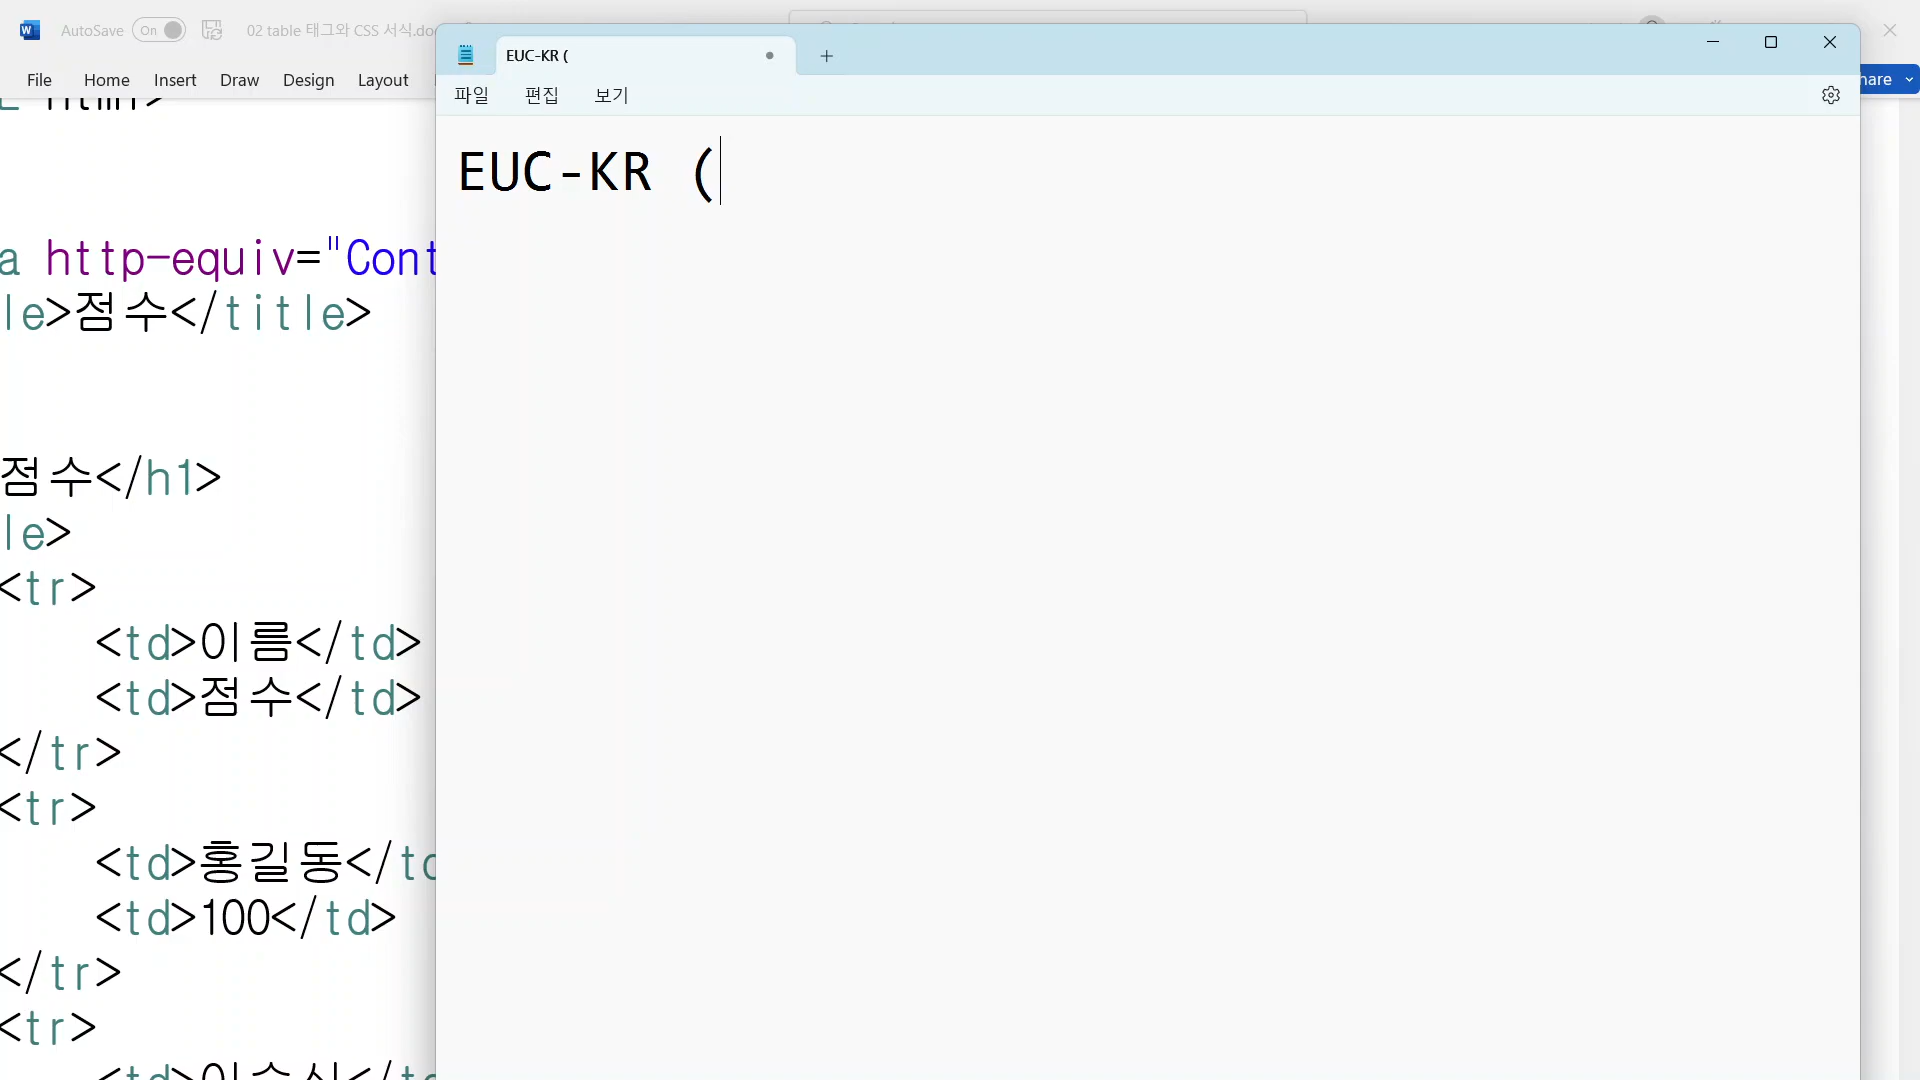 AutoSave On 02 table 태그와 CSS 서식.do
File Home Insert Draw Design Layout
hare
EUC-KR (
파일 편집 보기
EUC-KR (
a http-equiv="Cont
le>점수</title>
점수</h1>
le>
<tr>
<td>이름</td>
<td>점수</td>
</tr>
<tr>
<td>홍길동</td
<td>100</td>
</tr>
<tr>